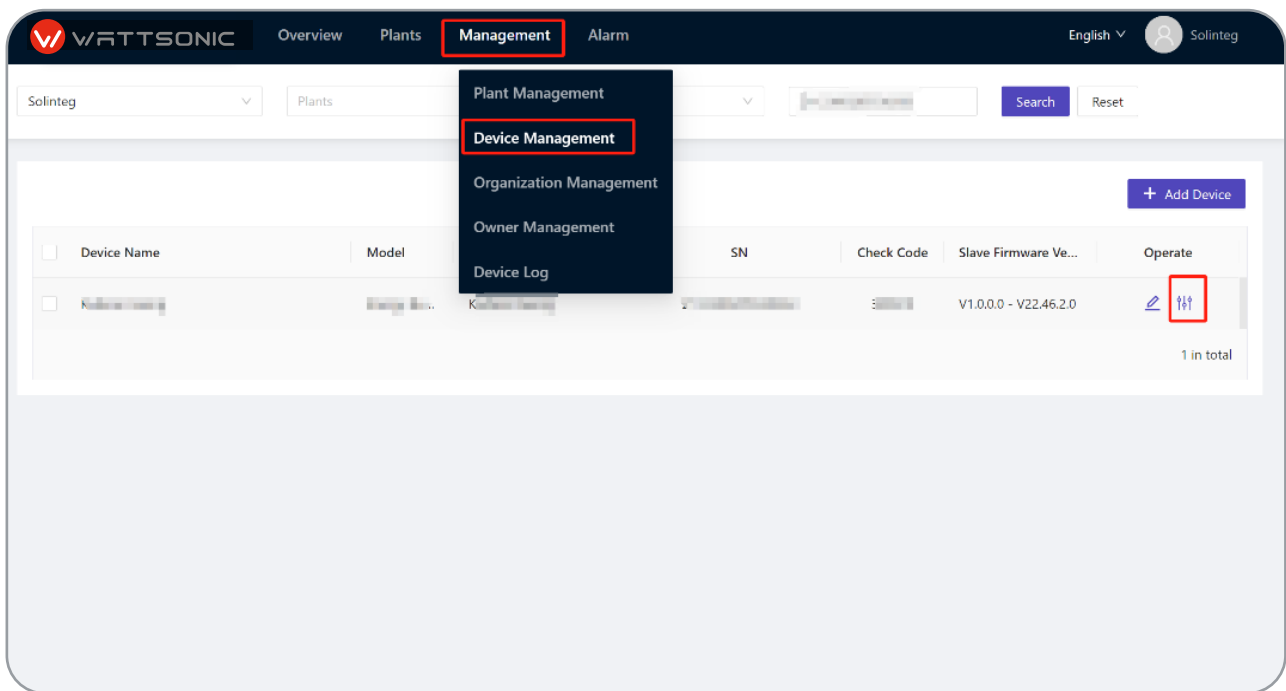 WATTSONIC Overview Plants Management Alarm English Solinteg
Solinteg Plants Search Reset
Plant Management
Device Management
Organization Management
Owner Management
Device Log
+ Add Device
Device Name Model SN Check Code Slave Firmware Ve... Operate
V1.0.0.0 - V22.46.2.0
1 in total